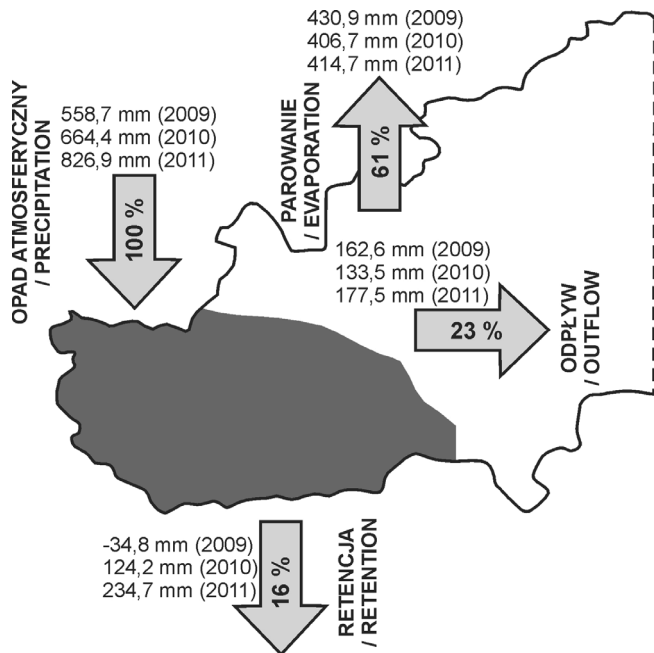 430,9 mm (2009)
406,7 mm (2010)
414,7 mm (2011)
OPAD ATMOSFERYCZNY
/ PRECIPITATION
558,7 mm (2009)
664,4 mm (2010)
826,9 mm (2011)
100 %
PAROWANIE
/ EVAPORATION
61 %
162,6 mm (2009)
133,5 mm (2010)
177,5 mm (2011)
23 %
ODPŁYW
/ OUTFLOW
-34,8 mm (2009)
124,2 mm (2010)
234,7 mm (2011)
16 %
RETENCJA
/ RETENTION